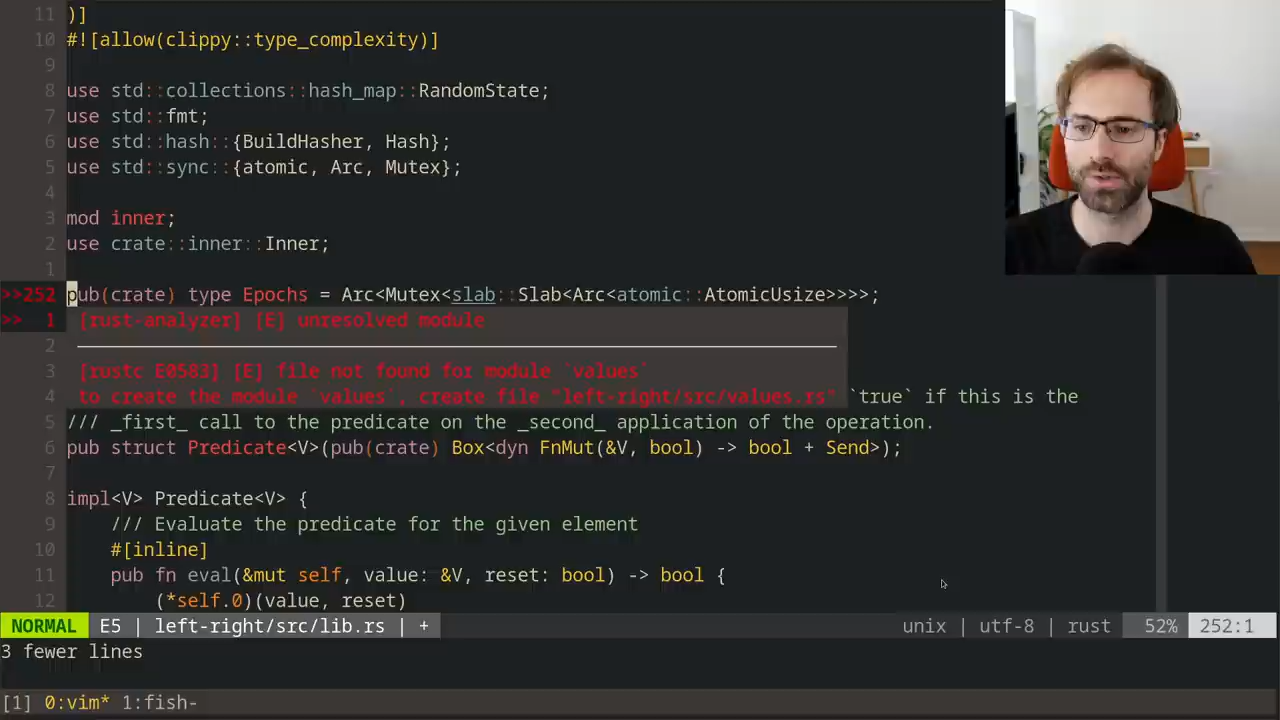 11 )]
10 #![allow(clippy::type_complexity)]
9
8 use std::collections::hash_map::RandomState;
7 use std::fmt;
6 use std::hash::{BuildHasher, Hash};
5 use std::sync::{atomic, Arc, Mutex};
4
3 mod inner;
2 use crate::inner::Inner;
1
>>252 pub(crate) type Epochs = Arc<Mutex<slab::Slab<Arc<atomic::AtomicUsize>>>>;
>> 1 [rust-analyzer] [E] unresolved module
2
3 [rustc E0583] [E] file not found for module `values`
4 to create the module `values`, create file "left-right/src/values.rs" `true` if this is the
5 /// _first_ call to the predicate on the _second_ application of the operation.
6 pub struct Predicate<V>(pub(crate) Box<dyn FnMut(&V, bool) -> bool + Send>);
7
8 impl<V> Predicate<V> {
9 /// Evaluate the predicate for the given element
10 #[inline]
11 pub fn eval(&mut self, value: &V, reset: bool) -> bool {
12 (*self.0)(value, reset)
NORMAL E5 | left-right/src/lib.rs | + unix | utf-8 | rust 52% 252:1
3 fewer lines
[1] 0:vim* 1:fish-